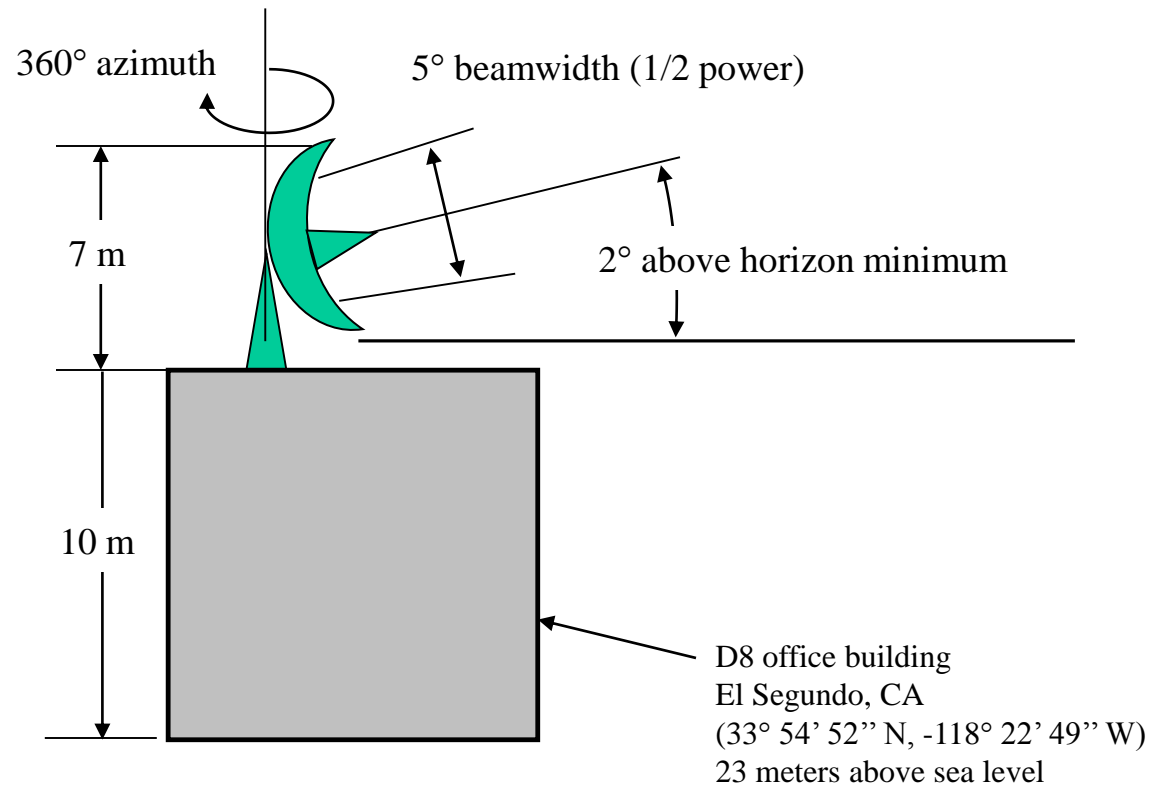 360° azimuth
5° beamwidth (1/2 power)
7 m
2° above horizon minimum
10 m
D8 office building
El Segundo, CA
(33° 54’ 52’’ N, -118° 22’ 49’’ W)
23 meters above sea level